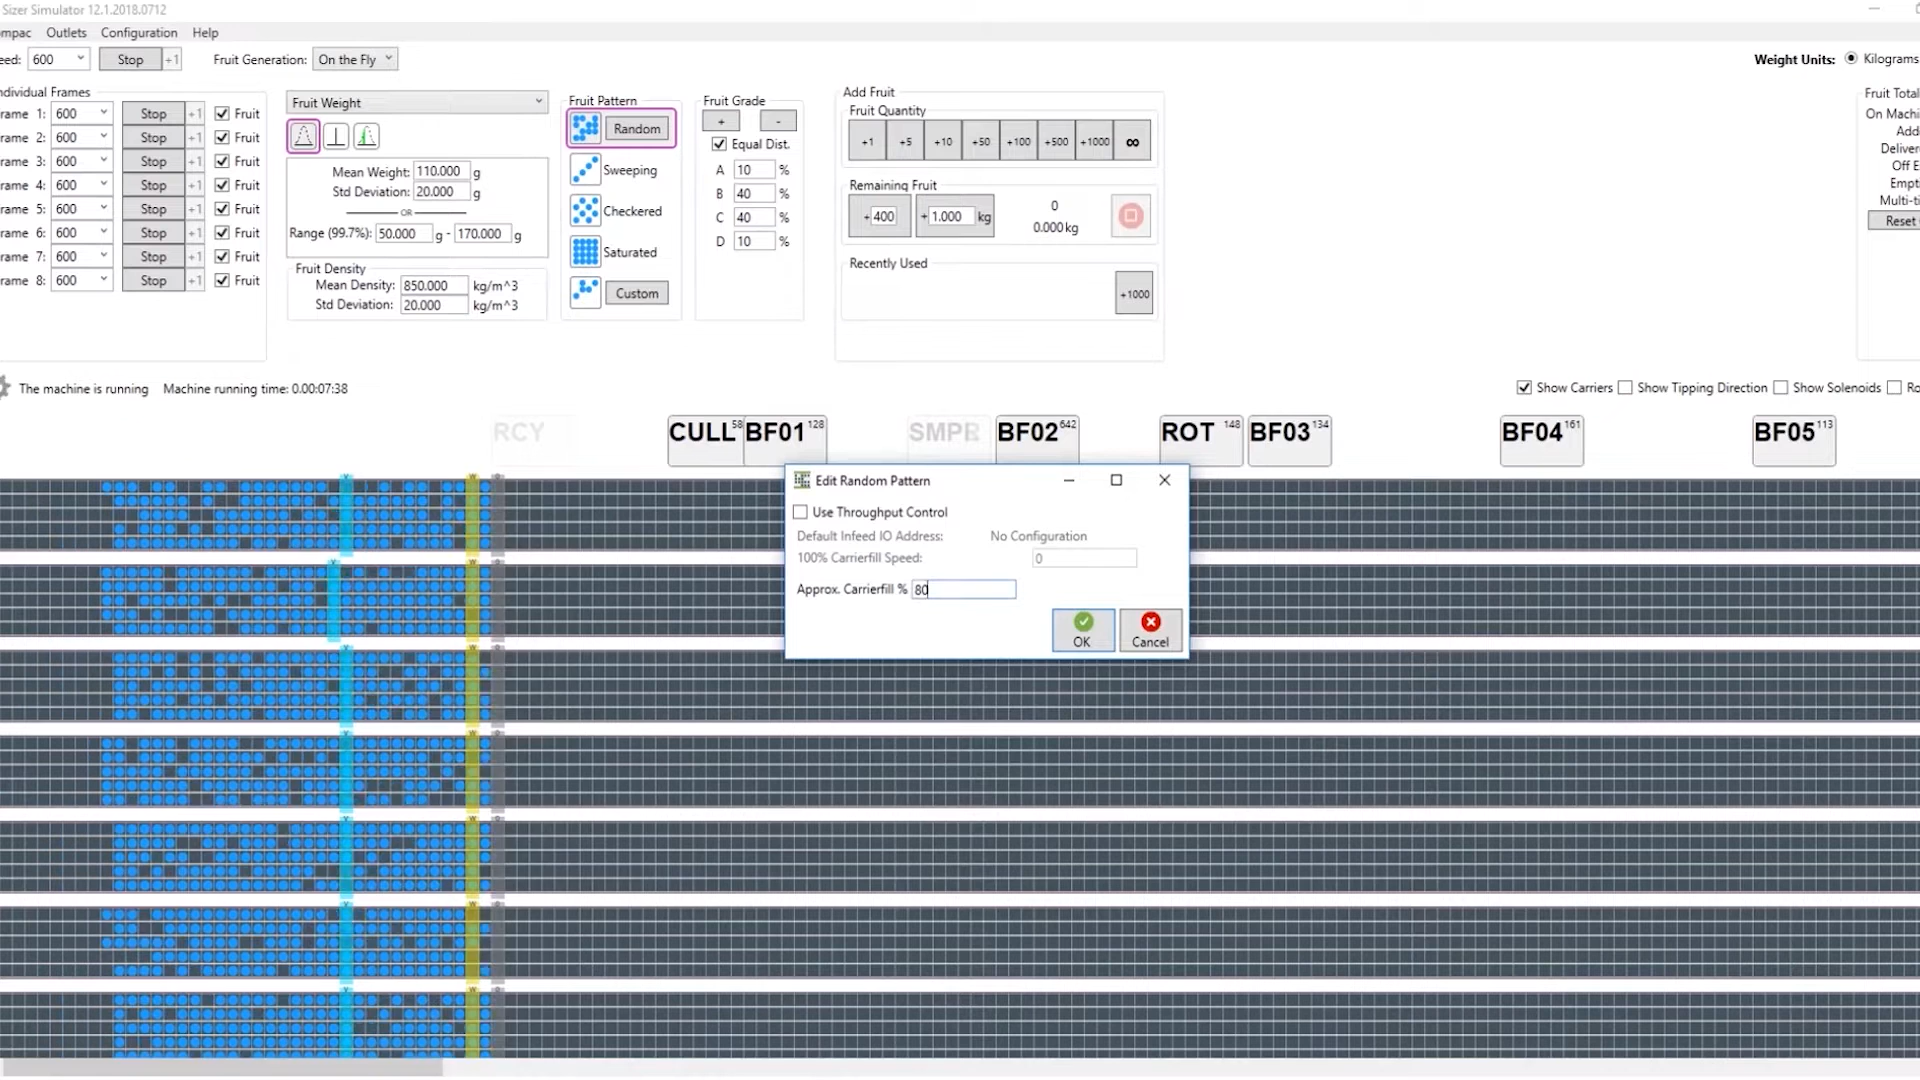 Sizer Simulator 12.1.2018.0712
mpac Outlets Configuration Help
eed: 600 Stop +1 Fruit Generation: On the Fly
Weight Units: Kilograms
ndividual Frames
rame 1: 600 Stop +1 Fruit
rame 2: 600 Stop +1 Fruit
rame 3: 600 Stop +1 Fruit
rame 4: 600 Stop +1 Fruit
rame 5: 600 Stop +1 Fruit
rame 6: 600 Stop +1 Fruit
rame 7: 600 Stop +1 Fruit
rame 8: 600 Stop +1 Fruit
Fruit Weight
Mean Weight: 110.000 g
Std Deviation: 20.000 g
OR
Range (99.7%): 50.000 g - 170.000 g
Fruit Density
Mean Density: 850.000 kg/m^3
Std Deviation: 20.000 kg/m^3
Fruit Pattern
Random
Sweeping
Checkered
Saturated
Custom
Fruit Grade
+ -
Equal Dist.
A 10 %
B 40 %
C 40 %
D 10 %
Add Fruit
Fruit Quantity
+1 +5 +10 +50 +100 +500 +1000 ∞
Remaining Fruit
+ 400 + 1.000 kg 0
0.000 kg
Recently Used
+1000
Fruit Total
On Machi
Add
Deliver
Off E
Empti
Multi-ti
Reset
The machine is running Machine running time: 0.00:07:38
Show Carriers Show Tipping Direction Show Solenoids Ro
RCY CULL 58 BF01 128 SMPR BF02 642 ROT 148 BF03 134 BF04 161 BF05 113
Edit Random Pattern
Use Throughput Control
Default Infeed IO Address: No Configuration
100% Carrierfill Speed: 0
Approx. Carrierfill % 80
OK Cancel